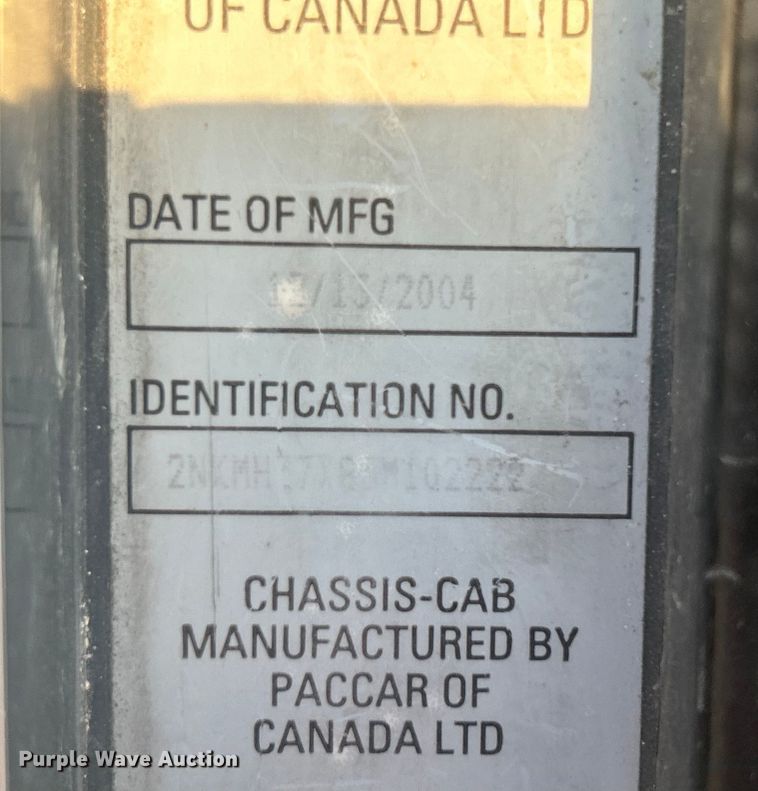 OF CANADA LTD
DATE OF MFG
IDENTIFICATION NO.
CHASSIS-CAB
MANUFACTURED BY
PACCAR OF
CANADA LTD
Purple Wave Auction